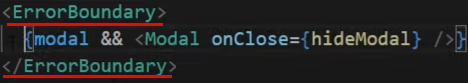 <ErrorBoundary>
{modal && <Modal onClose={hideModal} />}
</ErrorBoundary>